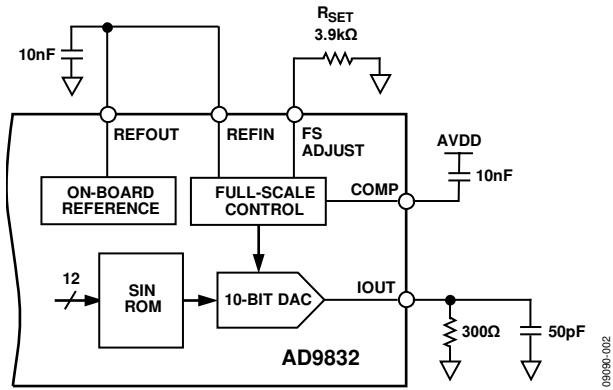 RSET
3.9kΩ
10nF
REFOUT
REFIN
FS
ADJUST
AVDD
10nF
ON-BOARD
REFERENCE
FULL-SCALE
CONTROL
COMP
12
SIN
ROM
10-BIT DAC
IOUT
300Ω
50pF
AD9832
09090-002